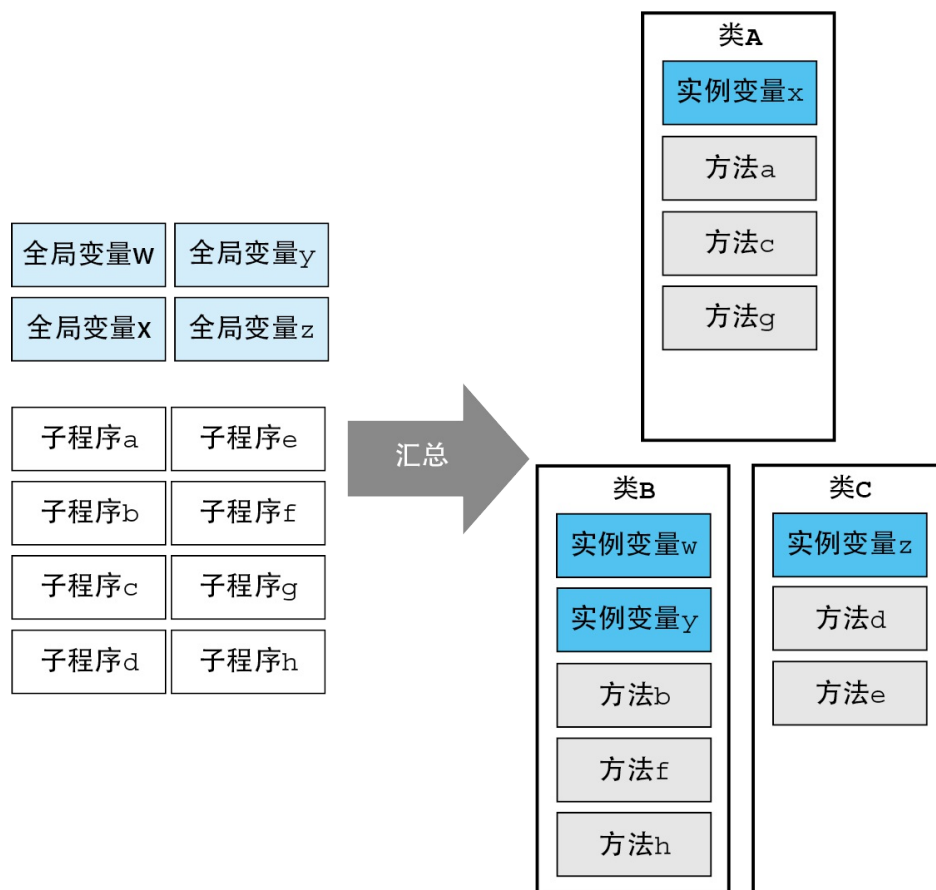 类A
实例变量x
方法a
方法c
方法g
全局变量w
全局变量y
全局变量x
全局变量z
子程序a
子程序e
子程序b
子程序f
子程序c
子程序g
子程序d
子程序h
汇总
类B
实例变量w
实例变量y
方法b
方法f
方法h
类C
实例变量z
方法d
方法e